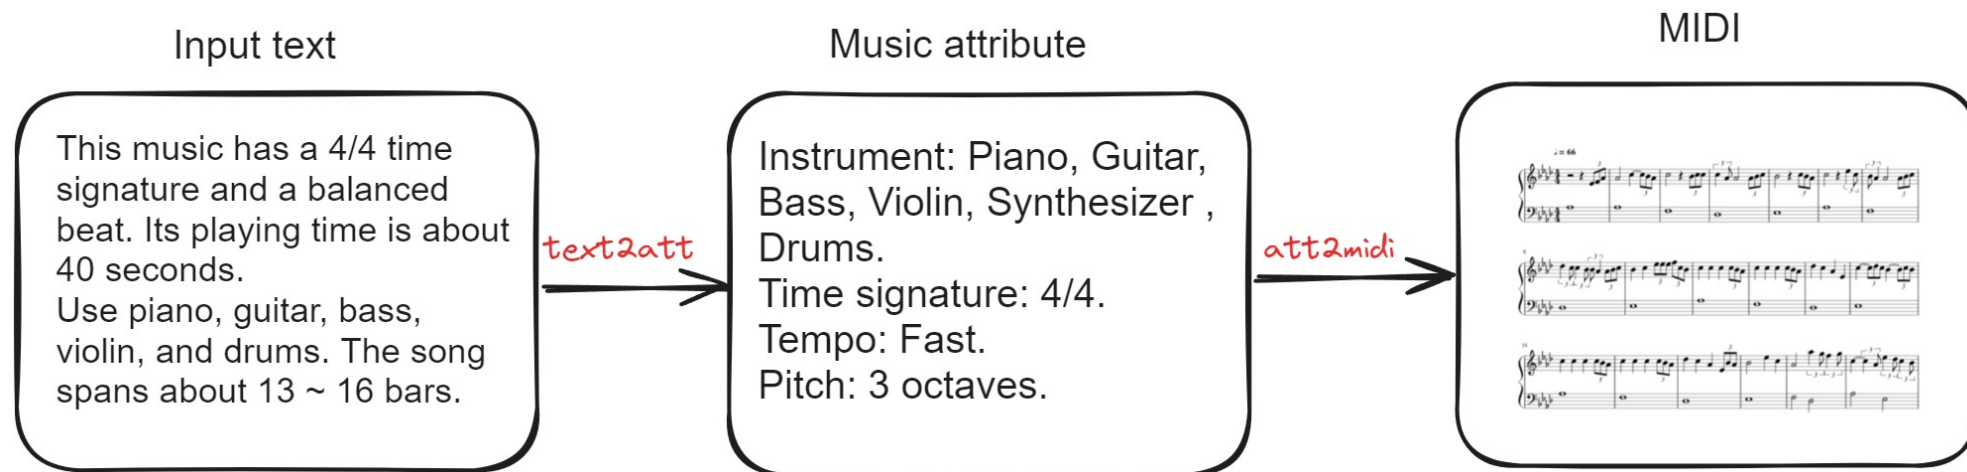 Input text
This music has a 4/4 time
signature and a balanced
beat. Its playing time is about
40 seconds.
Use piano, guitar, bass,
violin, and drums. The song
spans about 13 ~ 16 bars.
text2att
Music attribute
Instrument: Piano, Guitar,
Bass, Violin, Synthesizer ,
Drums.
Time signature: 4/4.
Tempo: Fast.
Pitch: 3 octaves.
att2midi
MIDI
♩ = 66